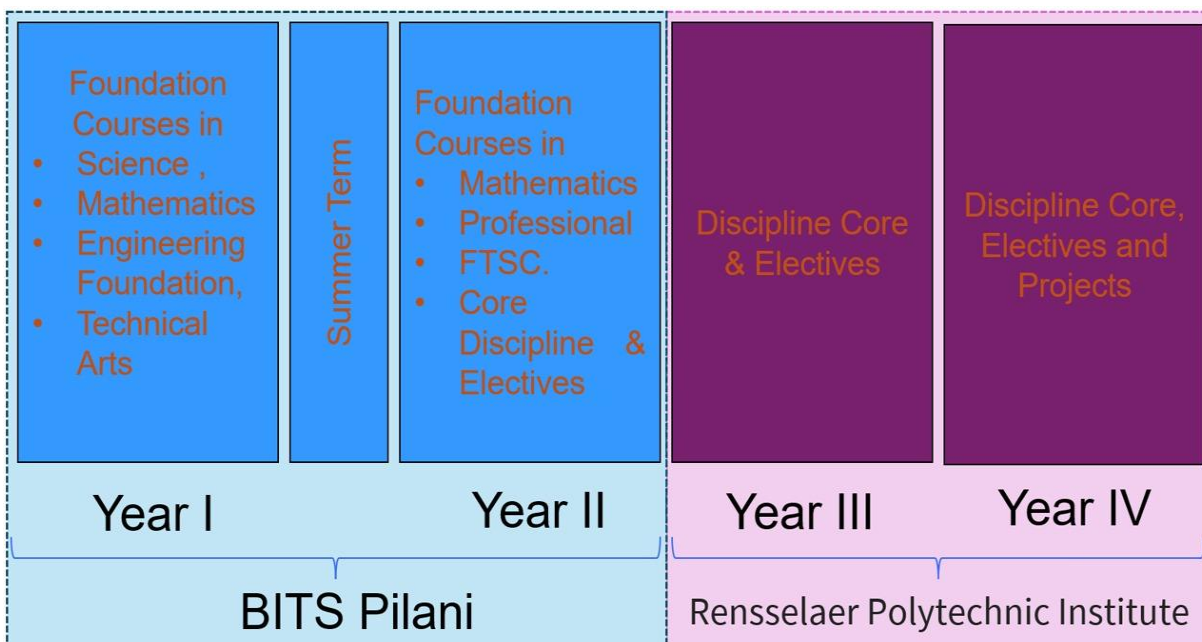 Foundation
Courses in
• Science ,
• Mathematics
• Engineering
Foundation,
• Technical
Arts
Summer Term
Foundation
Courses in
• Mathematics
• Professional
• FTSC.
• Core
Discipline &
Electives
Discipline Core
& Electives
Discipline Core,
Electives and
Projects
Year I
Year II
Year III
Year IV
BITS Pilani
Rensselaer Polytechnic Institute